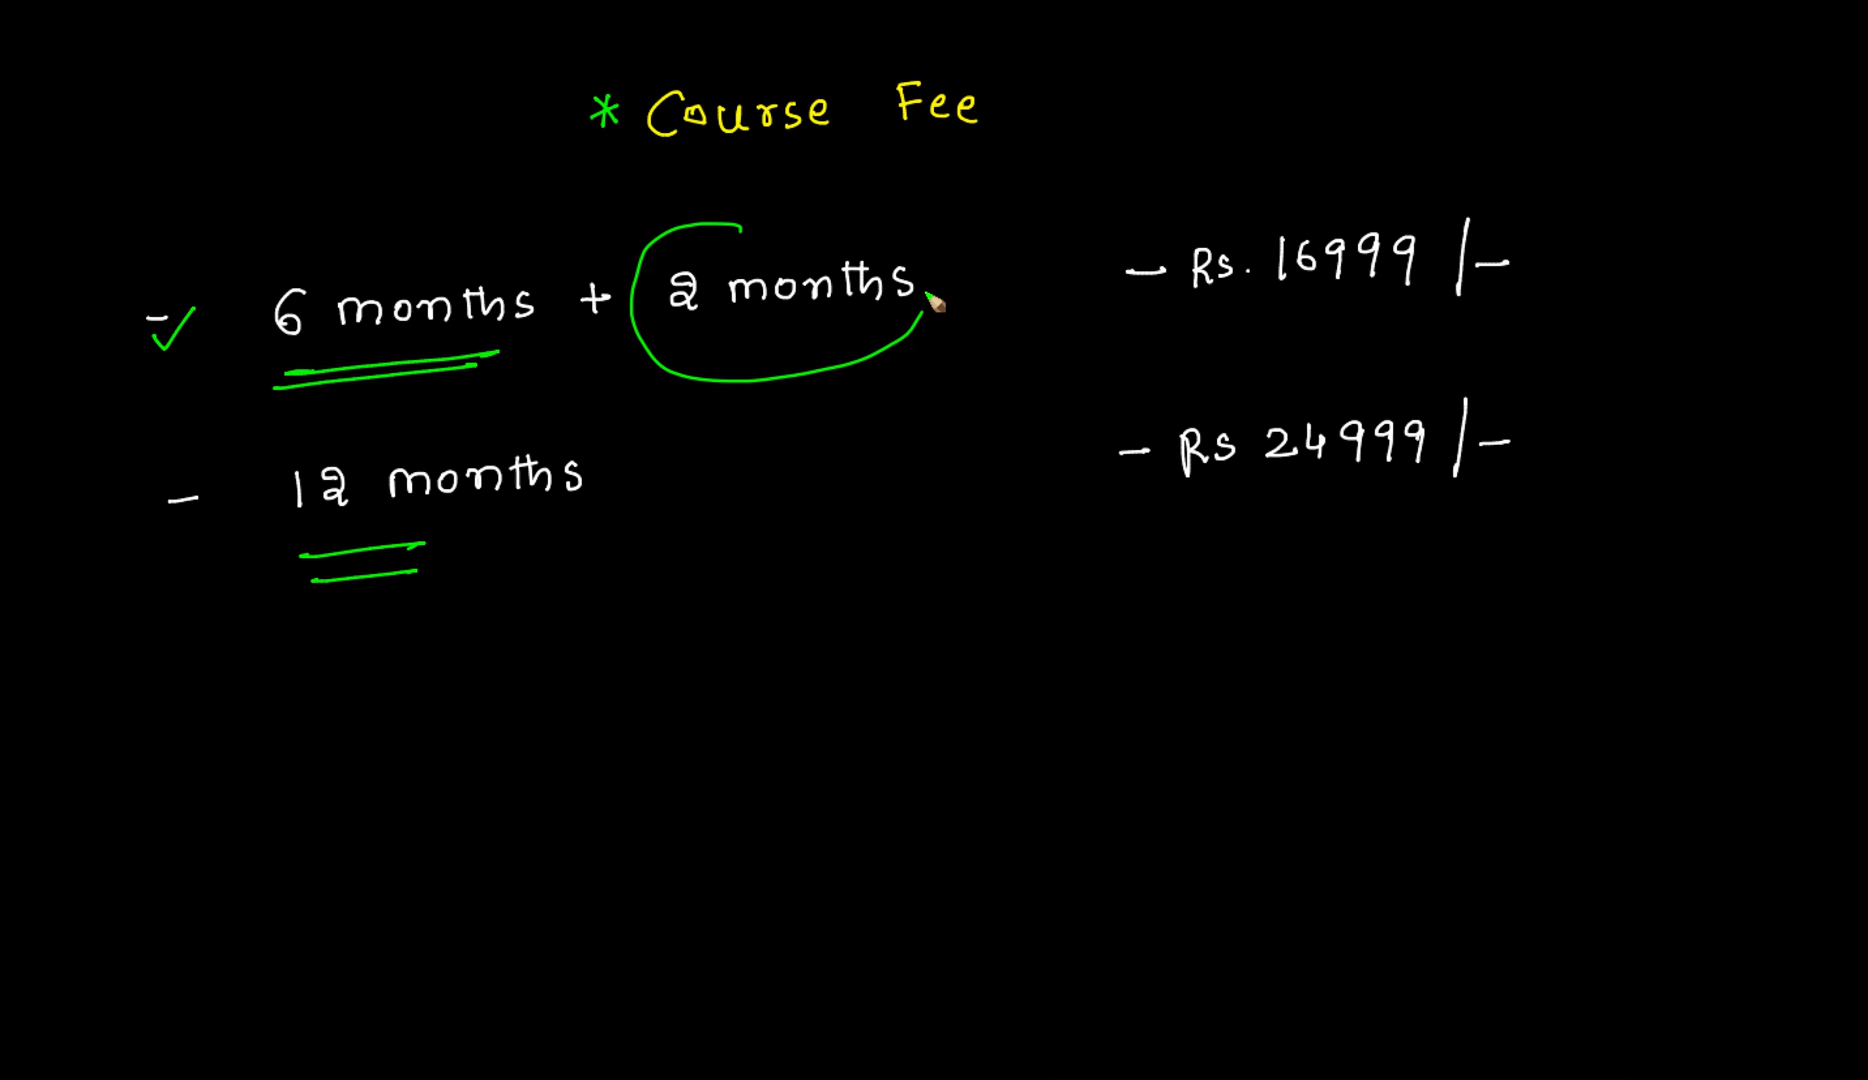 * Course Fee
- 6 months + 2 months - Rs. 16999 /-
- 12 months - Rs 24999 /-